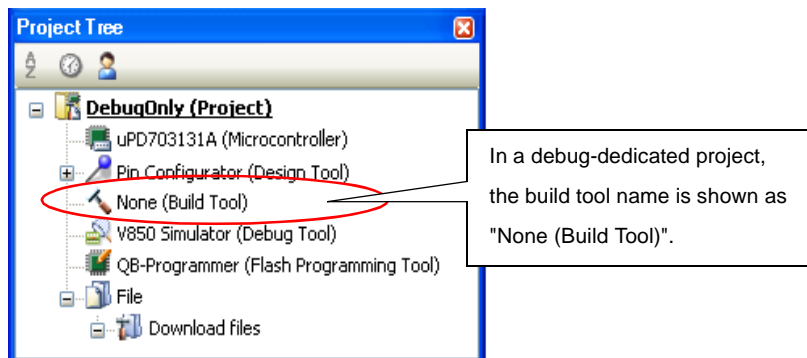 Project Tree
DebugOnly (Project)
uPD703131A (Microcontroller)
Pin Configurator (Design Tool)
None (Build Tool)
V850 Simulator (Debug Tool)
QB-Programmer (Flash Programming Tool)
File
Download files
In a debug-dedicated project,
the build tool name is shown as
"None (Build Tool)".